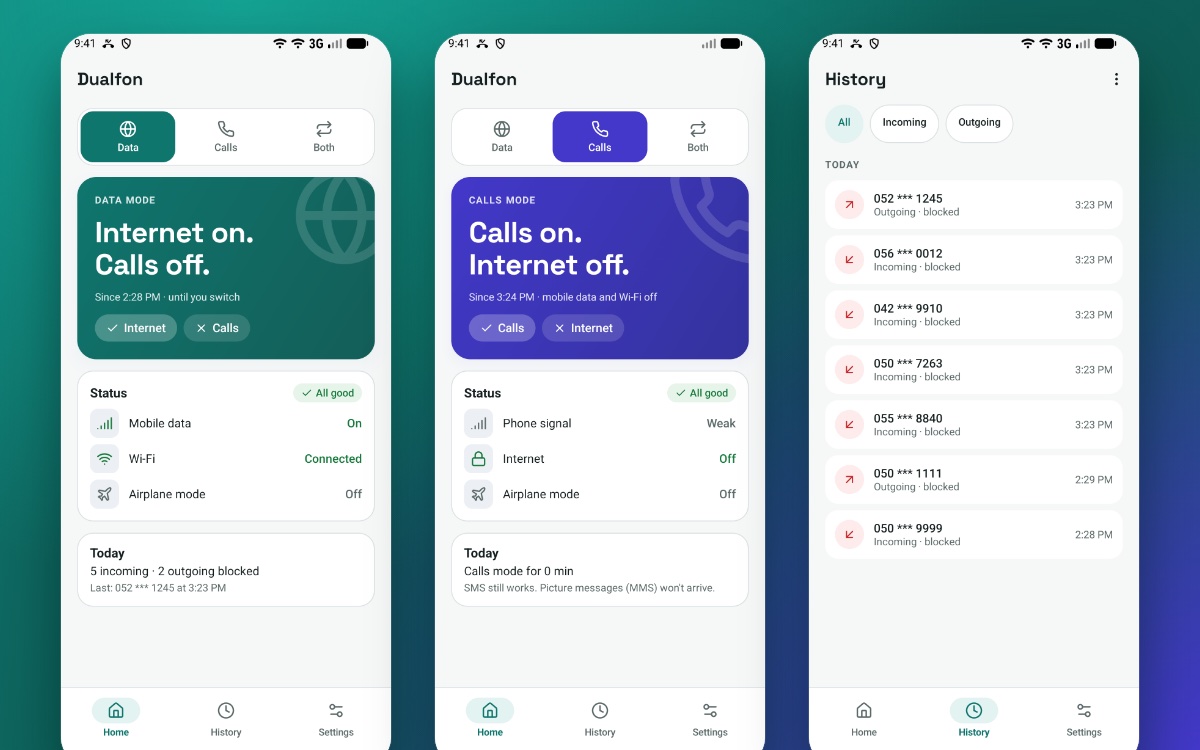 9:41 3G
Dualfon
Data Calls Both
DATA MODE
Internet on.
Calls off.
Since 2:28 PM · until you switch
Internet Calls
Status All good
Mobile data On
Wi-Fi Connected
Airplane mode Off
Today
5 incoming · 2 outgoing blocked
Last: 052 *** 1245 at 3:23 PM
Home History Settings
9:41
Dualfon
Data Calls Both
CALLS MODE
Calls on.
Internet off.
Since 3:24 PM · mobile data and Wi-Fi off
Calls Internet
Status All good
Phone signal Weak
Internet Off
Airplane mode Off
Today
Calls mode for 0 min
SMS still works. Picture messages (MMS) won't arrive.
Home History Settings
9:41 3G
History
All Incoming Outgoing
TODAY
052 *** 1245
Outgoing · blocked 3:23 PM
056 *** 0012
Incoming · blocked 3:23 PM
042 *** 9910
Incoming · blocked 3:23 PM
050 *** 7263
Incoming · blocked 3:23 PM
055 *** 8840
Incoming · blocked 3:23 PM
050 *** 1111
Outgoing · blocked 2:29 PM
050 *** 9999
Incoming · blocked 2:28 PM
Home History Settings